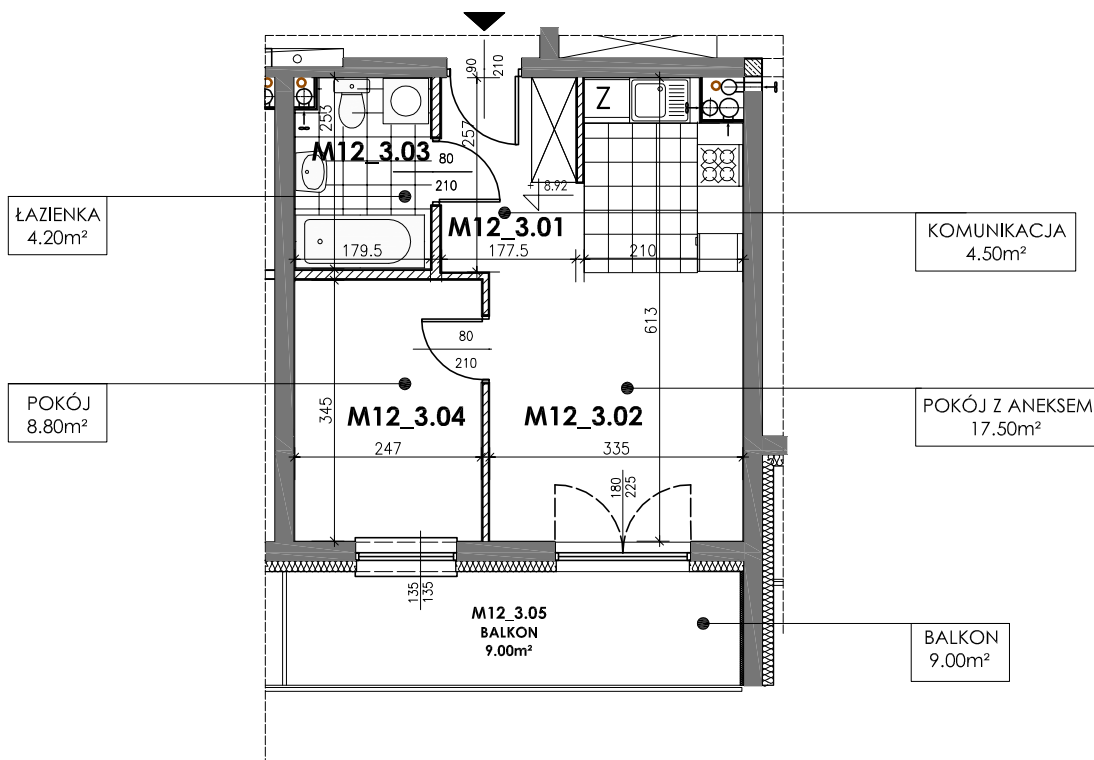 90
210
Z
253
257
M12_3.03
80
210
+ 8.92
M12_3.01
ŁAZIENKA
4.20m²
KOMUNIKACJA
4.50m²
179.5
177.5
210
613
80
210
345
POKÓJ
8.80m²
M12_3.04
M12_3.02
POKÓJ Z ANEKSEM
17.50m²
247
335
180
225
135
135
M12_3.05
BALKON
9.00m²
BALKON
9.00m²